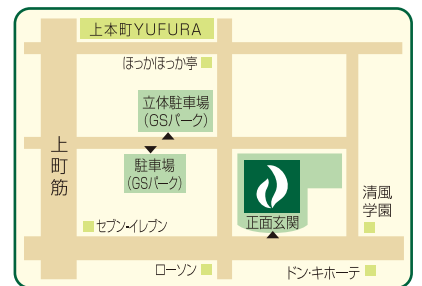 上本町YUFURA
ほっかほっか亭
立体駐車場
(GSパーク)
上町筋
駐車場
(GSパーク)
清風
学園
セブン-イレブン
正面玄関
ローソン
ドン・キホーテ